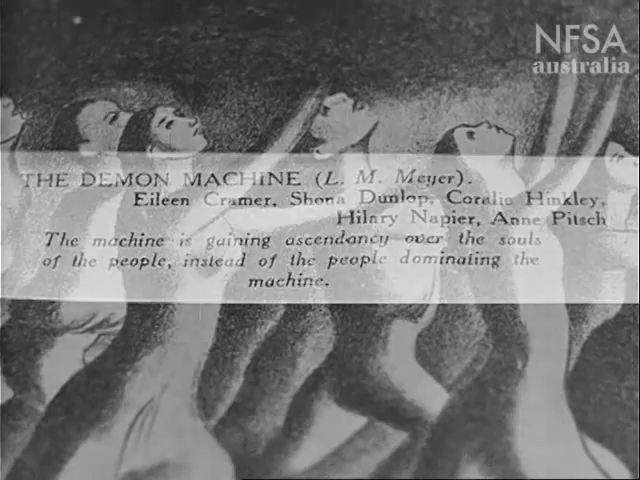 NFSA
australia
THE DEMON MACHINE (L. M. Meyer).
Eileen Cramer, Shona Dunlop, Coralie Hinkley,
Hilary Napier, Anne Pitsch
The machine is gaining ascendancy over the souls
of the people, instead of the people dominating the
machine.